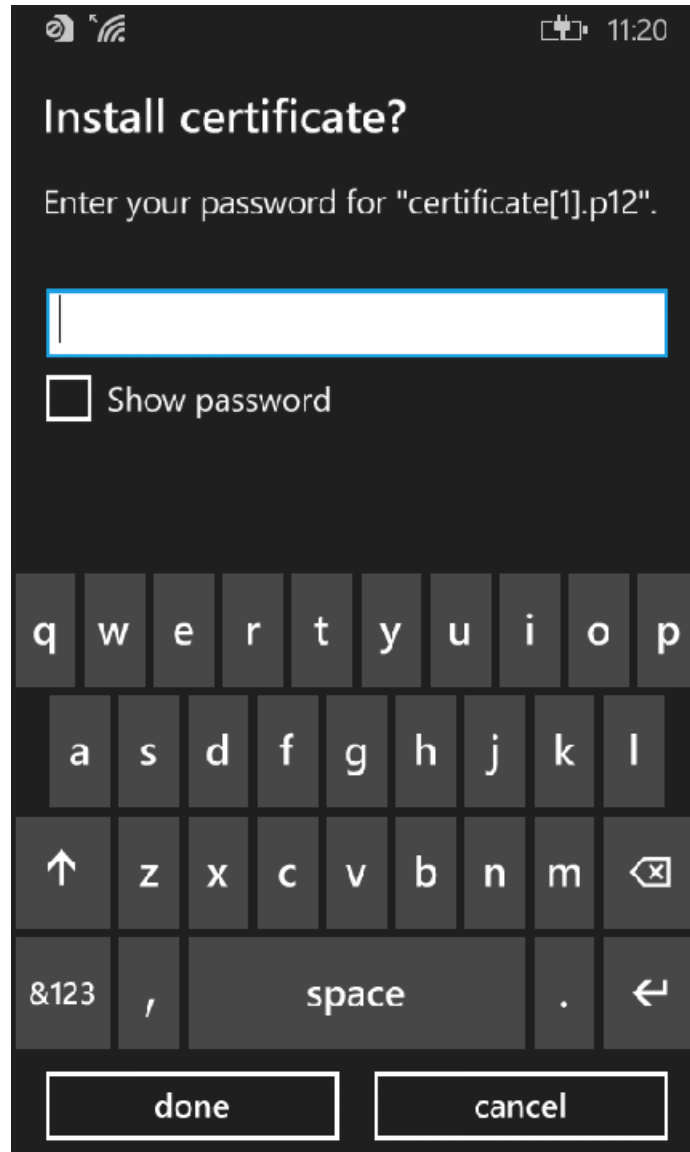 11:20
Install certificate?
Enter your password for "certificate[1].p12".
Show password
q w e r t y u i o p
a s d f g h j k l
z x c v b n m
&123 , space .
done cancel